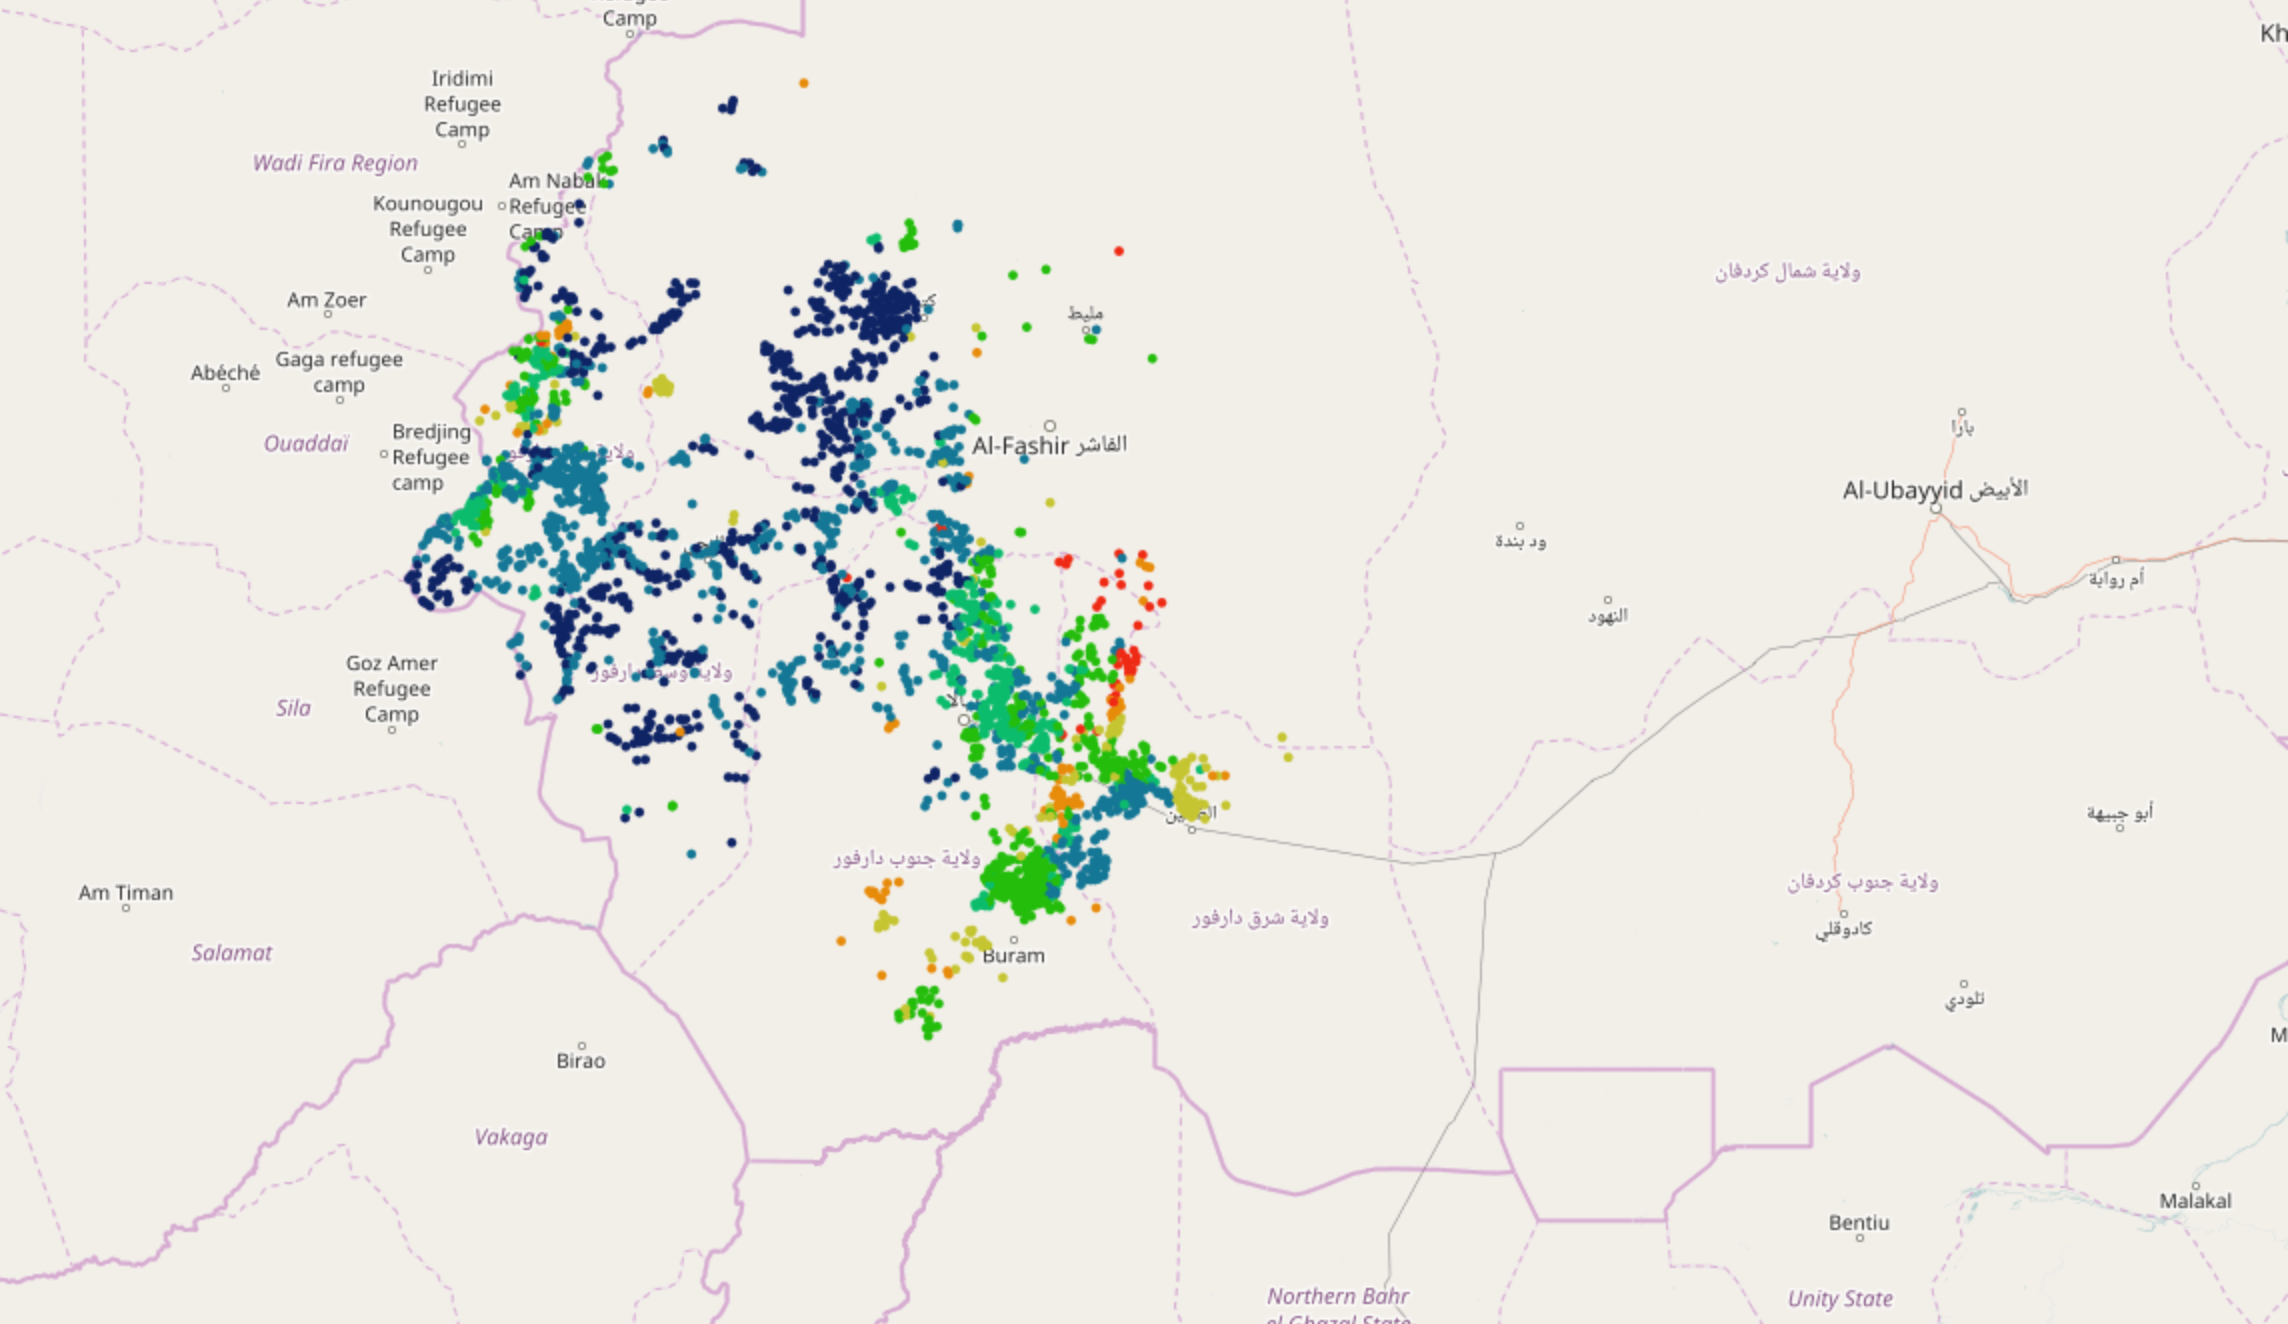 Camp
Kh
Iridimi
Refugee
Camp
Wadi Fira Region
Am Nabak
Refugee
Camp
Kounougou
Refugee
Camp
ولاية شمال كردفان
Am Zoer
مليط
Gaga refugee
camp
Abéché
Bredjing
Refugee
camp
Ouaddaï
بارا
Al-Fashir الفاشر
Al-Ubayyid الأبيض
ود بندة
أم روابة
النهود
Goz Amer
Refugee
Camp
ولاية وسط دارفور
Sila
أبو جبيهة
ولاية جنوب دارفور
Am Timan
ولاية جنوب كردفان
ولاية شرق دارفور
كادوقلي
Salamat
Buram
تلودي
M
Birao
Vakaga
Malakal
Bentiu
Northern Bahr
el Ghazal State
Unity State